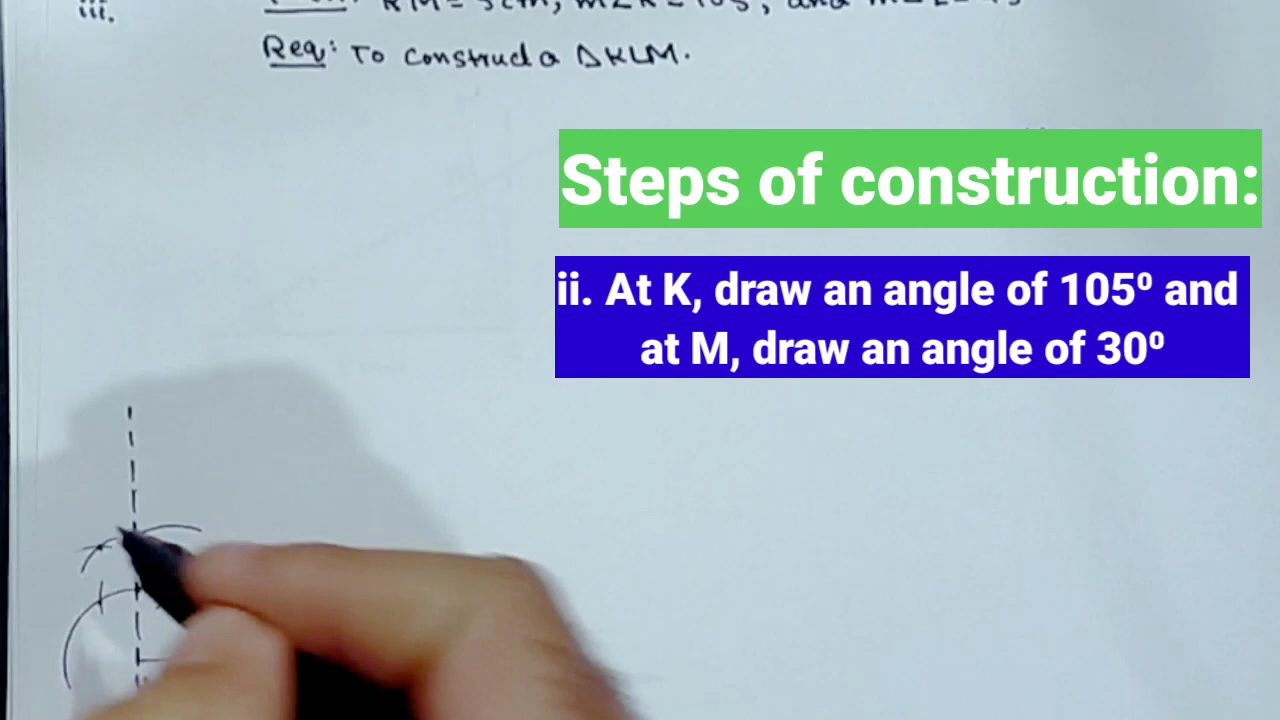 iii.
Req: To Construct a ΔKLM.
Steps of construction:
ii. At K, draw an angle of 105⁰ and
at M, draw an angle of 30⁰